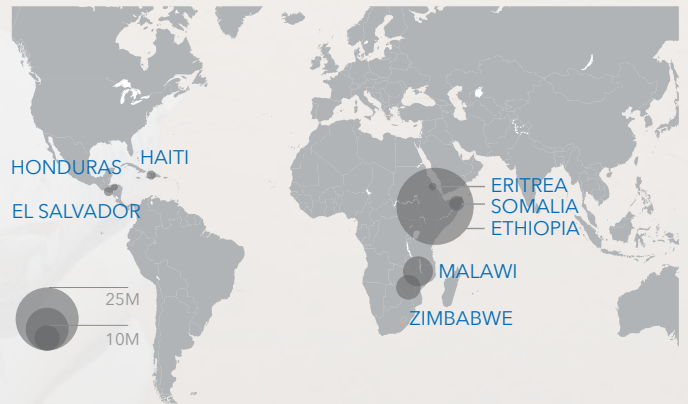 HAITI
HONDURAS
EL SALVADOR
ERITREA
SOMALIA
ETHIOPIA
MALAWI
ZIMBABWE
25M
10M